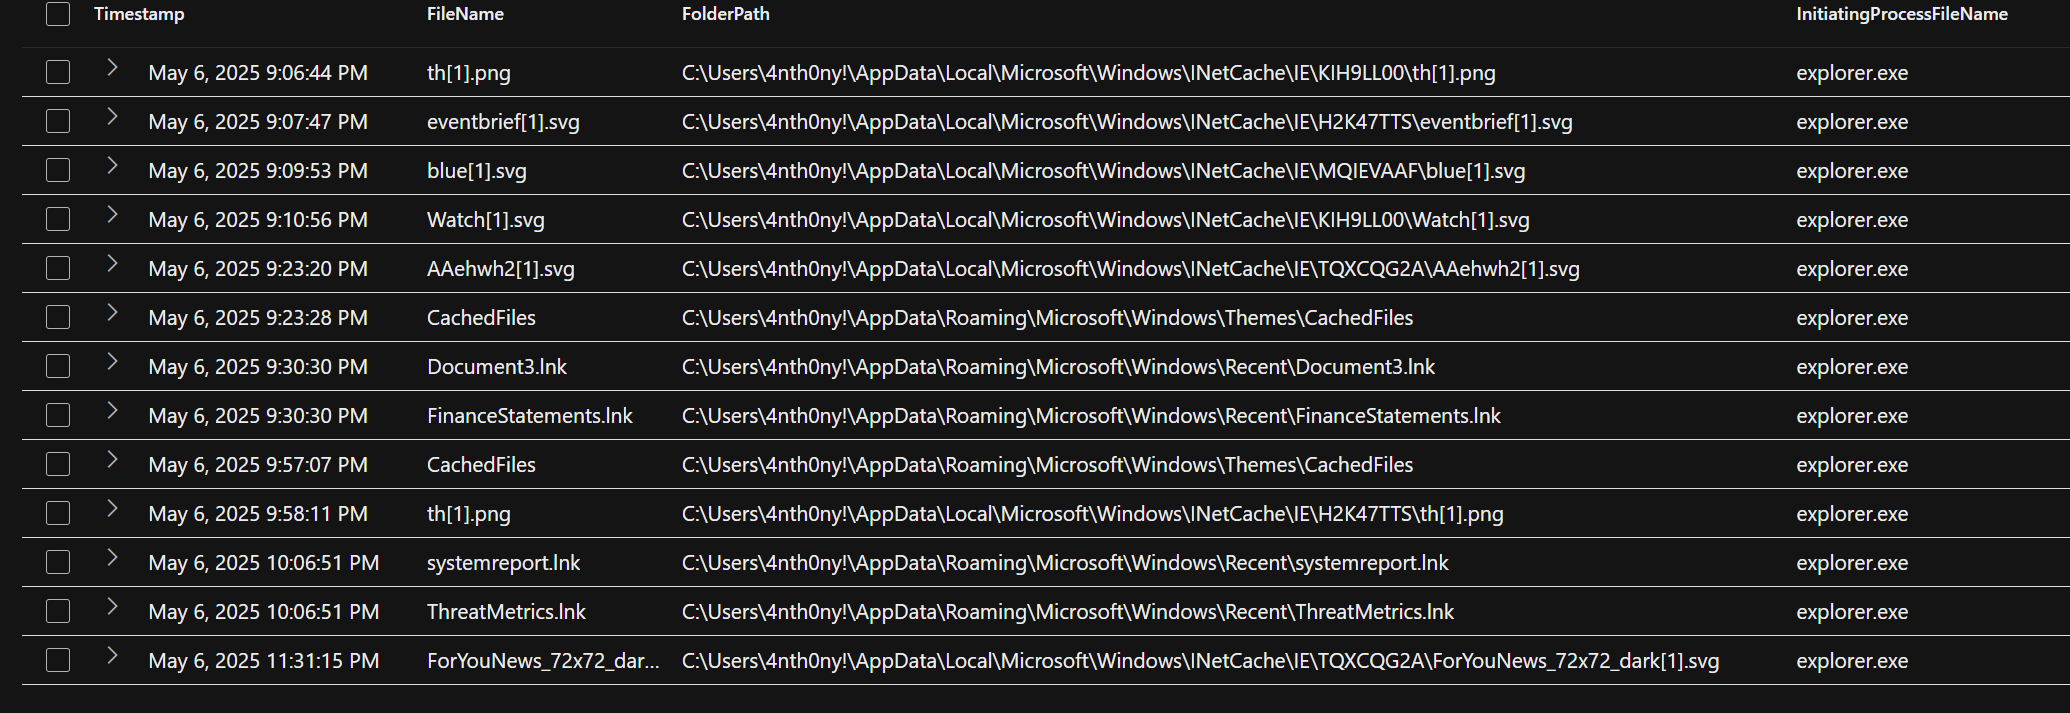 Timestamp FileName FolderPath InitiatingProcessFileName
May 6, 2025 9:06:44 PM th[1].png C:\Users\4nth0ny!\AppData\Local\Microsoft\Windows\INetCache\IE\KIH9LL00\th[1].png explorer.exe
May 6, 2025 9:07:47 PM eventbrief[1].svg C:\Users\4nth0ny!\AppData\Local\Microsoft\Windows\INetCache\IE\H2K47TTS\eventbrief[1].svg explorer.exe
May 6, 2025 9:09:53 PM blue[1].svg C:\Users\4nth0ny!\AppData\Local\Microsoft\Windows\INetCache\IE\MQIEVAAF\blue[1].svg explorer.exe
May 6, 2025 9:10:56 PM Watch[1].svg C:\Users\4nth0ny!\AppData\Local\Microsoft\Windows\INetCache\IE\KIH9LL00\Watch[1].svg explorer.exe
May 6, 2025 9:23:20 PM AAehwh2[1].svg C:\Users\4nth0ny!\AppData\Local\Microsoft\Windows\INetCache\IE\TQXCQG2A\AAehwh2[1].svg explorer.exe
May 6, 2025 9:23:28 PM CachedFiles C:\Users\4nth0ny!\AppData\Roaming\Microsoft\Windows\Themes\CachedFiles explorer.exe
May 6, 2025 9:30:30 PM Document3.lnk C:\Users\4nth0ny!\AppData\Roaming\Microsoft\Windows\Recent\Document3.lnk explorer.exe
May 6, 2025 9:30:30 PM FinanceStatements.lnk C:\Users\4nth0ny!\AppData\Roaming\Microsoft\Windows\Recent\FinanceStatements.lnk explorer.exe
May 6, 2025 9:57:07 PM CachedFiles C:\Users\4nth0ny!\AppData\Roaming\Microsoft\Windows\Themes\CachedFiles explorer.exe
May 6, 2025 9:58:11 PM th[1].png C:\Users\4nth0ny!\AppData\Local\Microsoft\Windows\INetCache\IE\H2K47TTS\th[1].png explorer.exe
May 6, 2025 10:06:51 PM systemreport.lnk C:\Users\4nth0ny!\AppData\Roaming\Microsoft\Windows\Recent\systemreport.lnk explorer.exe
May 6, 2025 10:06:51 PM ThreatMetrics.lnk C:\Users\4nth0ny!\AppData\Roaming\Microsoft\Windows\Recent\ThreatMetrics.lnk explorer.exe
May 6, 2025 11:31:15 PM ForYouNews_72x72_dar... C:\Users\4nth0ny!\AppData\Local\Microsoft\Windows\INetCache\IE\TQXCQG2A\ForYouNews_72x72_dark[1].svg explorer.exe